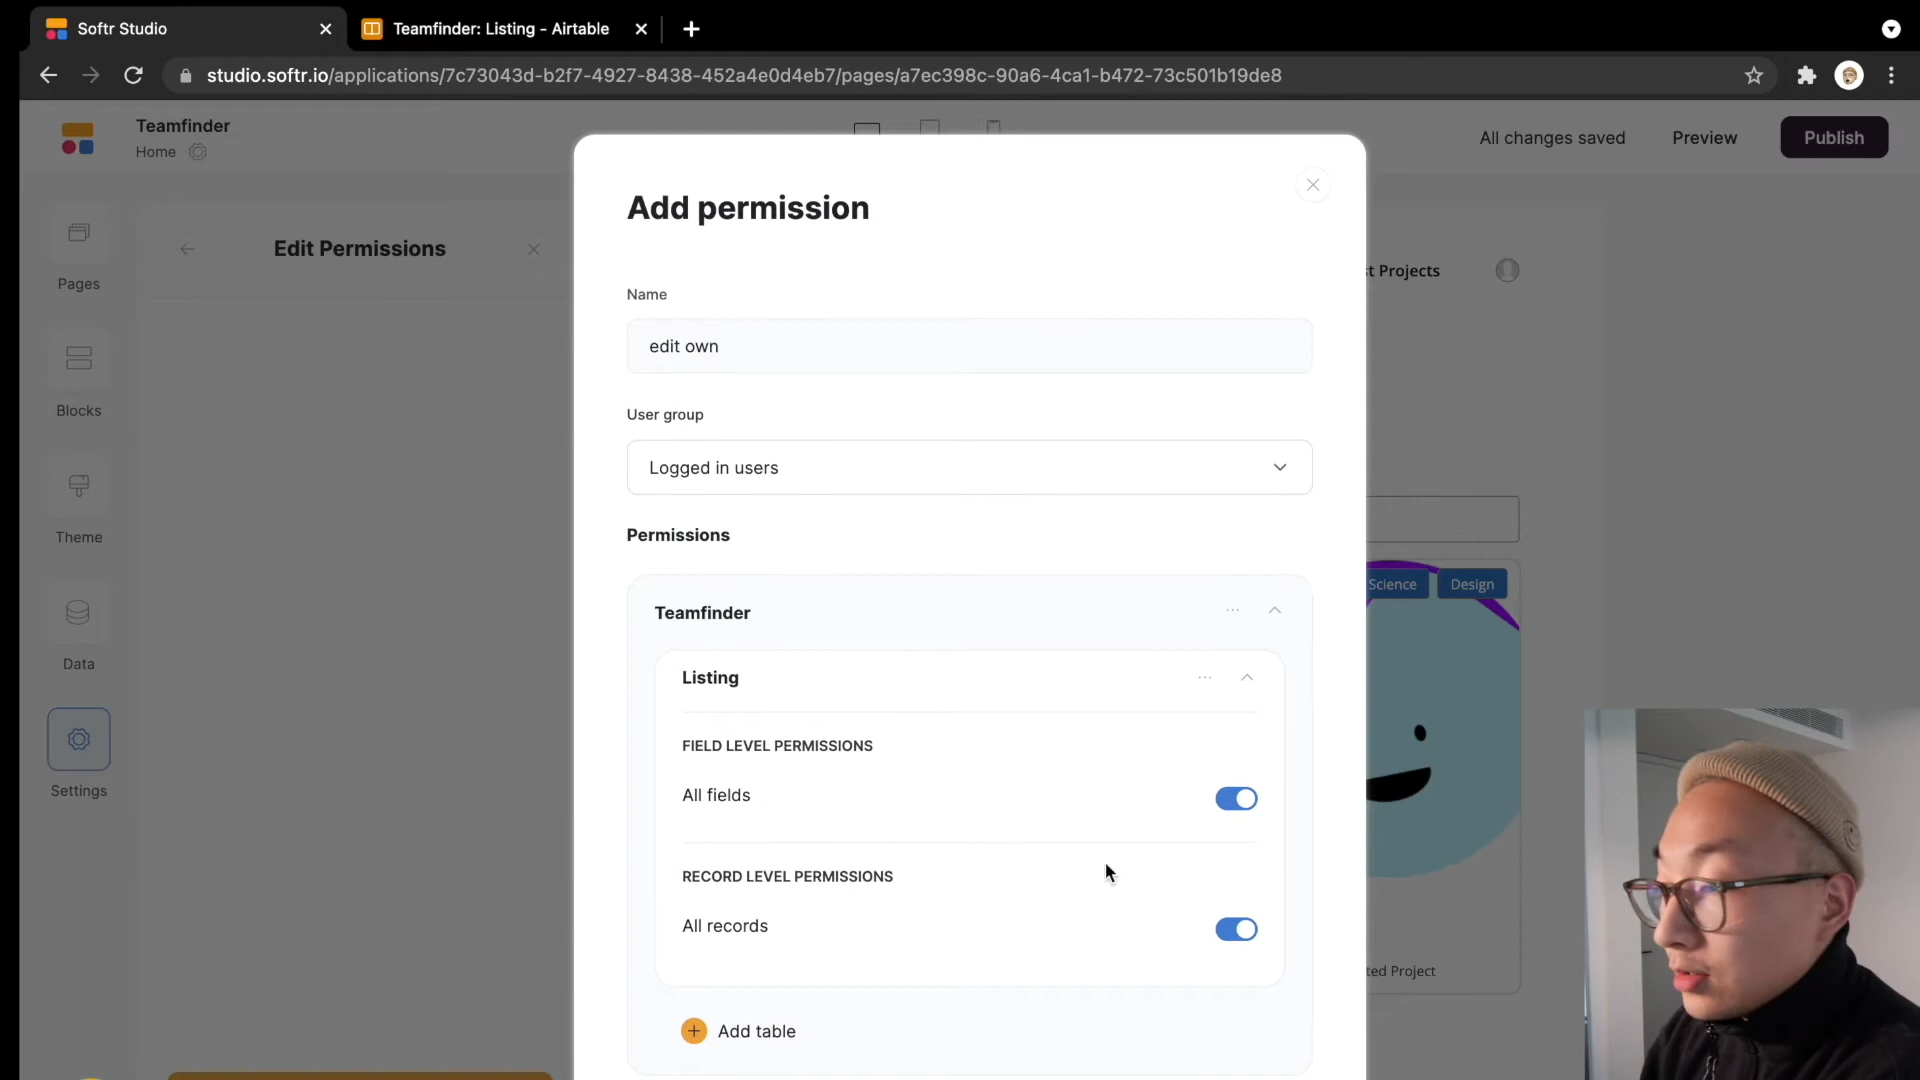 Softr Studio
Teamfinder: Listing - Airtable
studio.softr.io/applications/7c73043d-b2f7-4927-8438-452a4e0d4eb7/pages/a7ec398c-90a6-4ca1-b472-73c501b19de8
Teamfinder
Home
All changes saved
Preview
Publish
Pages
Blocks
Theme
Data
Settings
Edit Permissions
Add permission
Name
edit own
User group
Logged in users
Permissions
Teamfinder
Listing
FIELD LEVEL PERMISSIONS
All fields
RECORD LEVEL PERMISSIONS
All records
Add table
Projects
Science
Design
Project